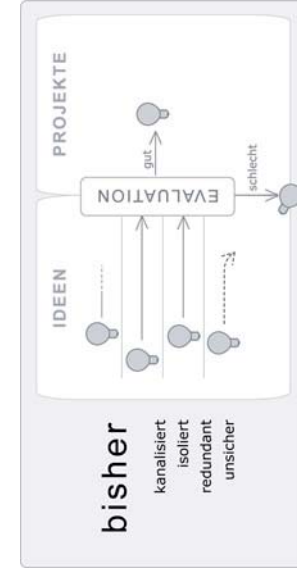 bisher
kanalisiert
isoliert
redundant
unsicher
IDEEN
PROJEKTE
EVALUATION
gut
schlecht